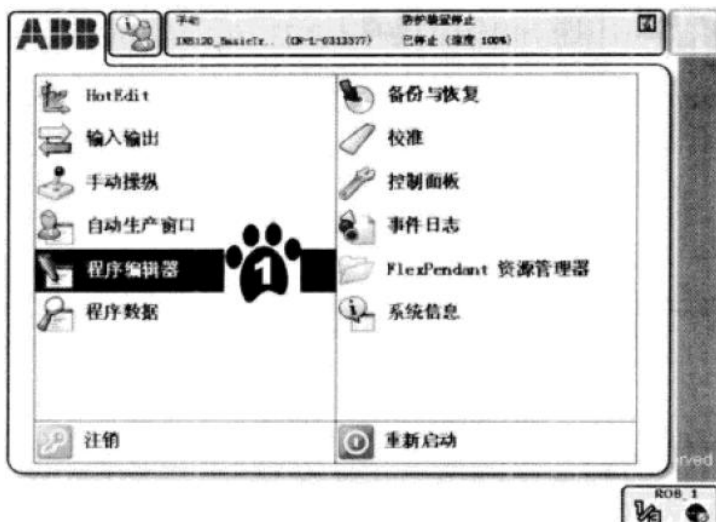 ABB
手动
防护装置停止
已停止 (速度 100%)
HotEdit
备份与恢复
输入输出
校准
手动操纵
控制面板
自动生产窗口
事件日志
程序编辑器
1
FlexPendant 资源管理器
程序数据
系统信息
注销
重新启动
rved
ROB_1